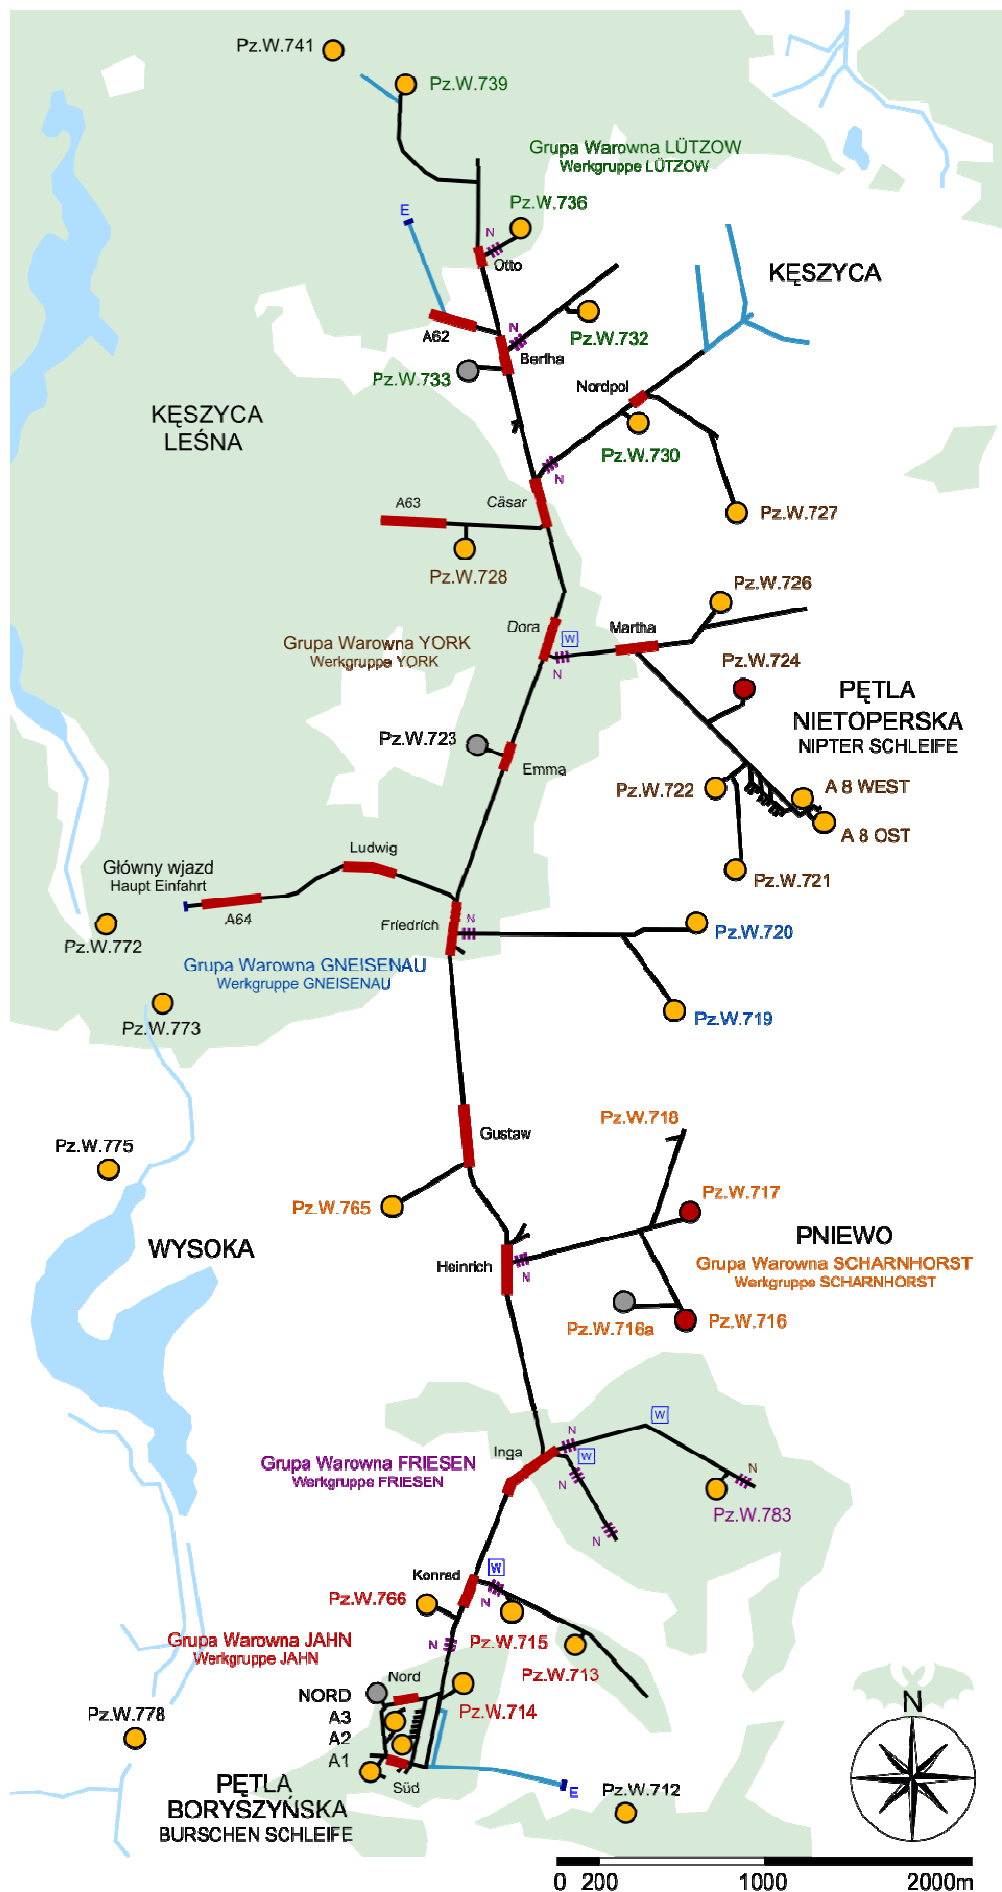 Pz.W.741
Pz.W.739
Grupa Warowna LÜTZOW
Werkgruppe LÜTZOW
Pz.W.736
E
N
Otto
KĘSZYCA
A62
N
Bertha
Pz.W.732
Pz.W.733
Nordpol
KĘSZYCA
LEŚNA
Pz.W.730
N
A63
Cäsar
Pz.W.727
Pz.W.728
Pz.W.726
Dora
W
Martha
Grupa Warowna YORK
Werkgruppe YORK
N
Pz.W.724
PĘTLA
NIETOPERSKA
NIPTER SCHLEIFE
Pz.W.723
Emma
Pz.W.722
A 8 WEST
A 8 OST
Ludwig
Główny wjazd
Haupt Einfahrt
Pz.W.721
A64
Friedrich
N
Pz.W.772
Pz.W.720
Grupa Warowna GNEISENAU
Werkgruppe GNEISENAU
Pz.W.773
Pz.W.719
Pz.W.718
Gustaw
Pz.W.775
Pz.W.717
Pz.W.765
WYSOKA
PNIEWO
Heinrich
N
Grupa Warowna SCHARNHORST
Werkgruppe SCHARNHORST
Pz.W.716a
Pz.W.716
W
N
Inga
W
Grupa Warowna FRIESEN
Werkgruppe FRIESEN
N
N
Pz.W.783
N
W
Konrad
Pz.W.766
N
Grupa Warowna JAHN
Werkgruppe JAHN
N
Pz.W.715
Pz.W.713
Nord
NORD
Pz.W.714
A3
Pz.W.778
A2
A1
PĘTLA
BORYSZYŃSKA
BURSCHEN SCHLEIFE
Süd
E
Pz.W.712
N
0 200 1000 2000m